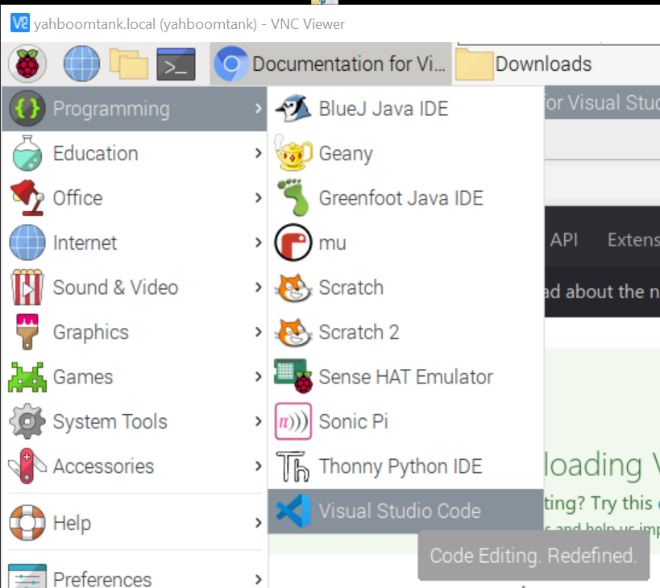 yahboomtank.local (yahboomtank) - VNC Viewer
Documentation for Vi...
Downloads
Programming
Education
Office
Internet
Sound & Video
Graphics
Games
System Tools
Accessories
Help
Preferences
BlueJ Java IDE
Geany
Greenfoot Java IDE
mu
Scratch
Scratch 2
Sense HAT Emulator
Sonic Pi
Thonny Python IDE
Visual Studio Code
Code Editing. Redefined.
for Visual Studi
API Extens
ad about the n
loading V
ting? Try this
s and help us imp